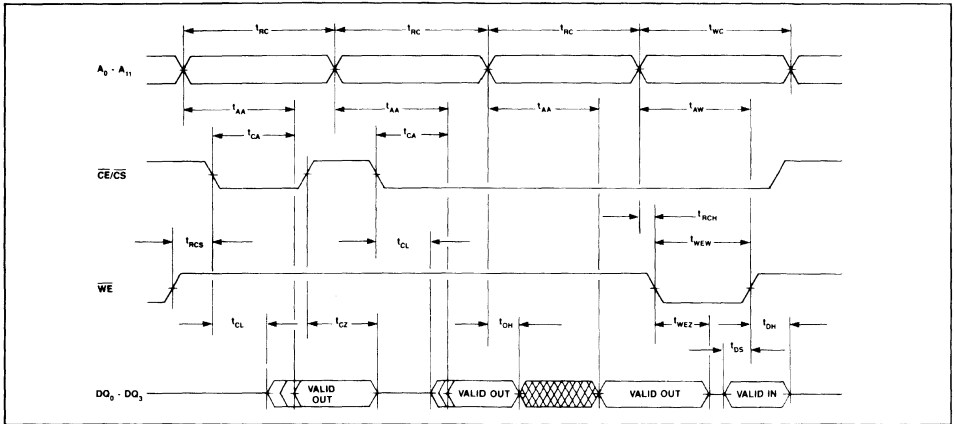 tRC tRC tRC tWC
A0 - A11
tAA tAA tAA tAW
tCA tCA
CE/CS
tRCH
tRCS tCL tWEW
WE
tCL tCZ tOH tWEZ tDH
tDS
DQ0 - DQ3
VALID OUT
VALID OUT
VALID OUT
VALID IN